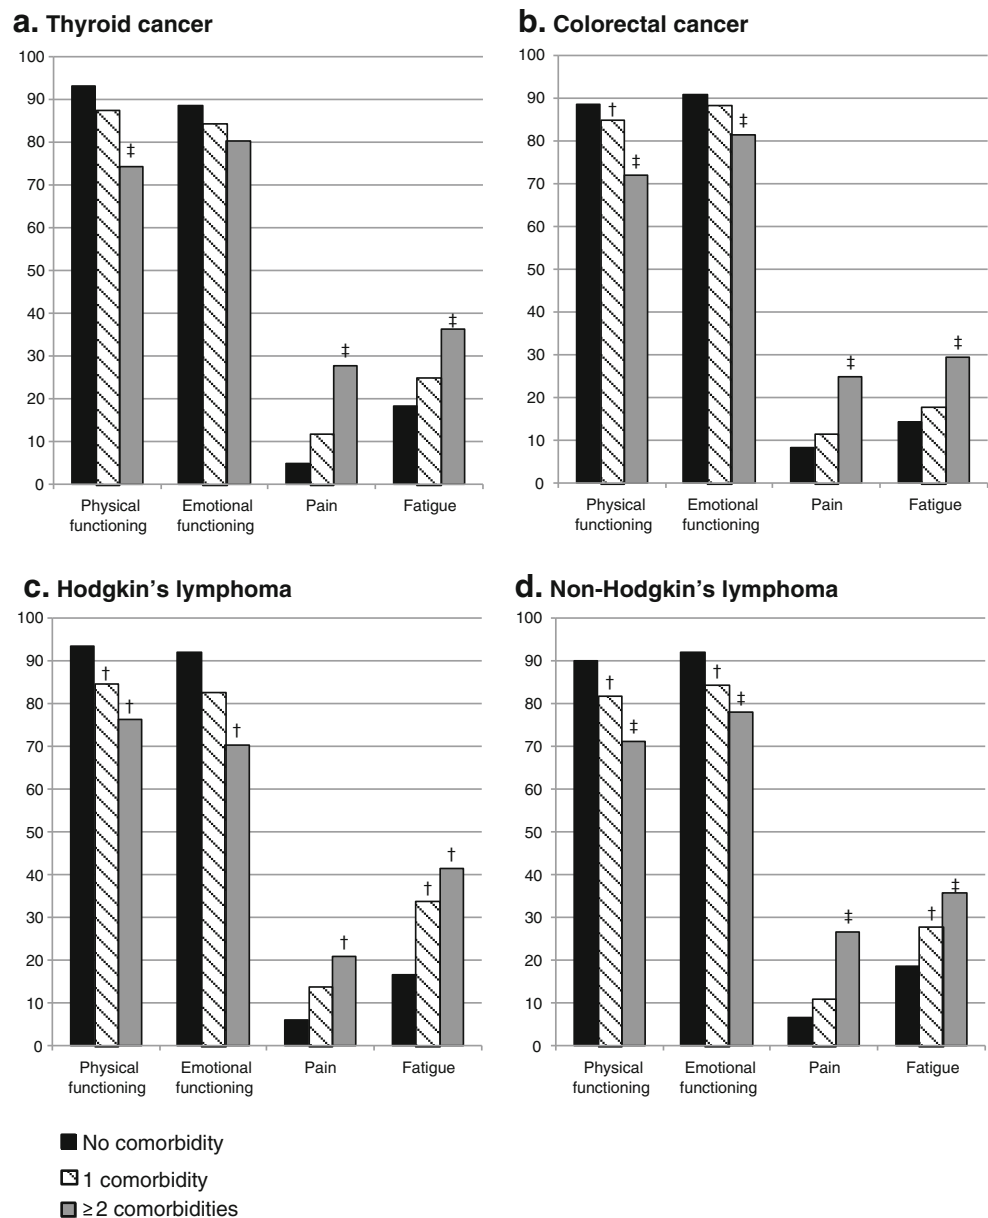 a. Thyroid cancer
100
90
80
70
60
50
40
30
20
10
0
‡
‡
‡
Physical functioning
Emotional functioning
Pain
Fatigue
b. Colorectal cancer
100
90
80
70
60
50
40
30
20
10
0
†
‡
‡
‡
‡
Physical functioning
Emotional functioning
Pain
Fatigue
c. Hodgkin's lymphoma
100
90
80
70
60
50
40
30
20
10
0
†
†
†
†
†
†
Physical functioning
Emotional functioning
Pain
Fatigue
d. Non-Hodgkin's lymphoma
100
90
80
70
60
50
40
30
20
10
0
†
‡
†
‡
‡
†
‡
Physical functioning
Emotional functioning
Pain
Fatigue
No comorbidity
1 comorbidity
≥2 comorbidities